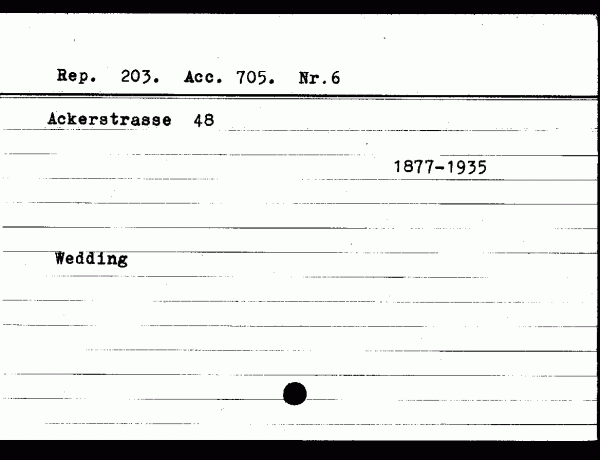 Rep. 203. Acc. 705. Nr.6
Ackerstrasse 48
1877-1935
Wedding